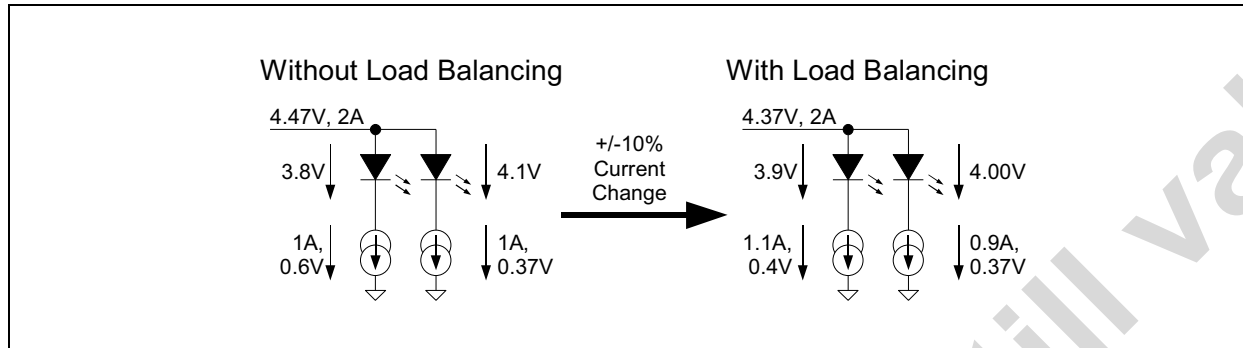 Without Load Balancing
4.47V, 2A
3.8V
4.1V
1A,
0.6V
1A,
0.37V
+/-10%
Current
Change
With Load Balancing
4.37V, 2A
3.9V
4.00V
1.1A,
0.4V
0.9A,
0.37V
till